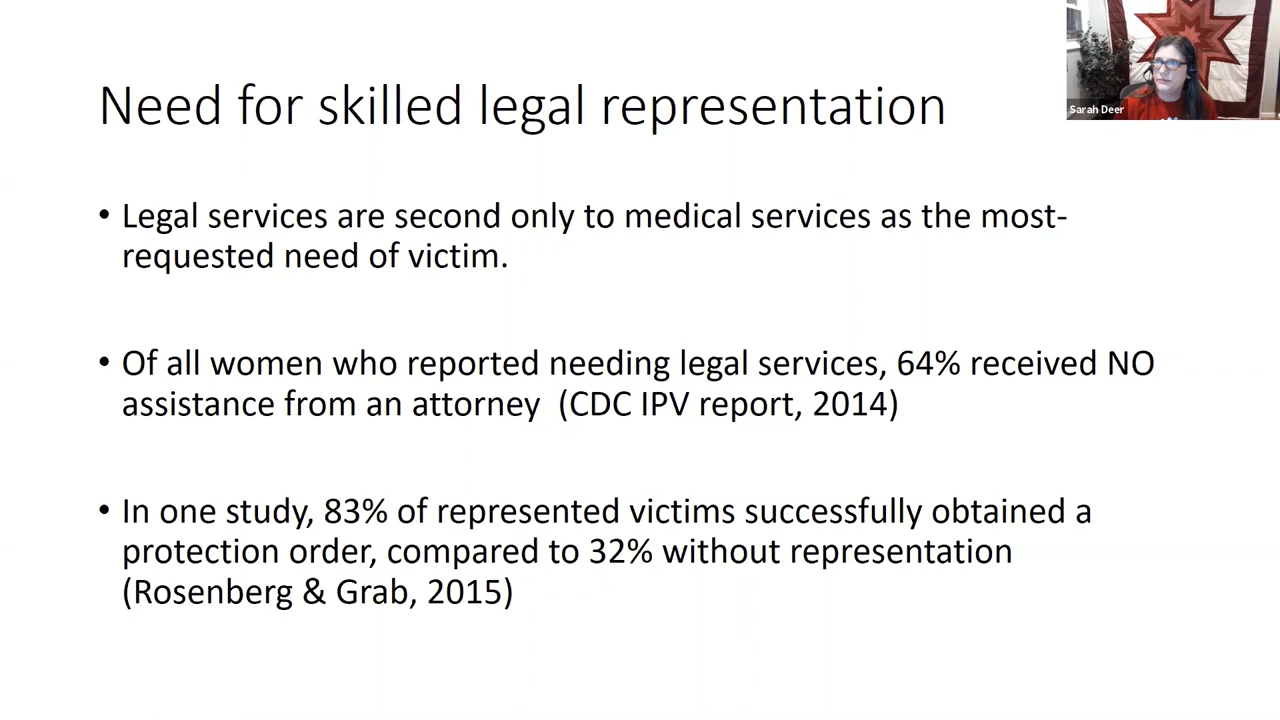 Need for skilled legal representation
Sarah Deer
• Legal services are second only to medical services as the most-
requested need of victim.
• Of all women who reported needing legal services, 64% received NO
assistance from an attorney (CDC IPV report, 2014)
• In one study, 83% of represented victims successfully obtained a
protection order, compared to 32% without representation
(Rosenberg & Grab, 2015)